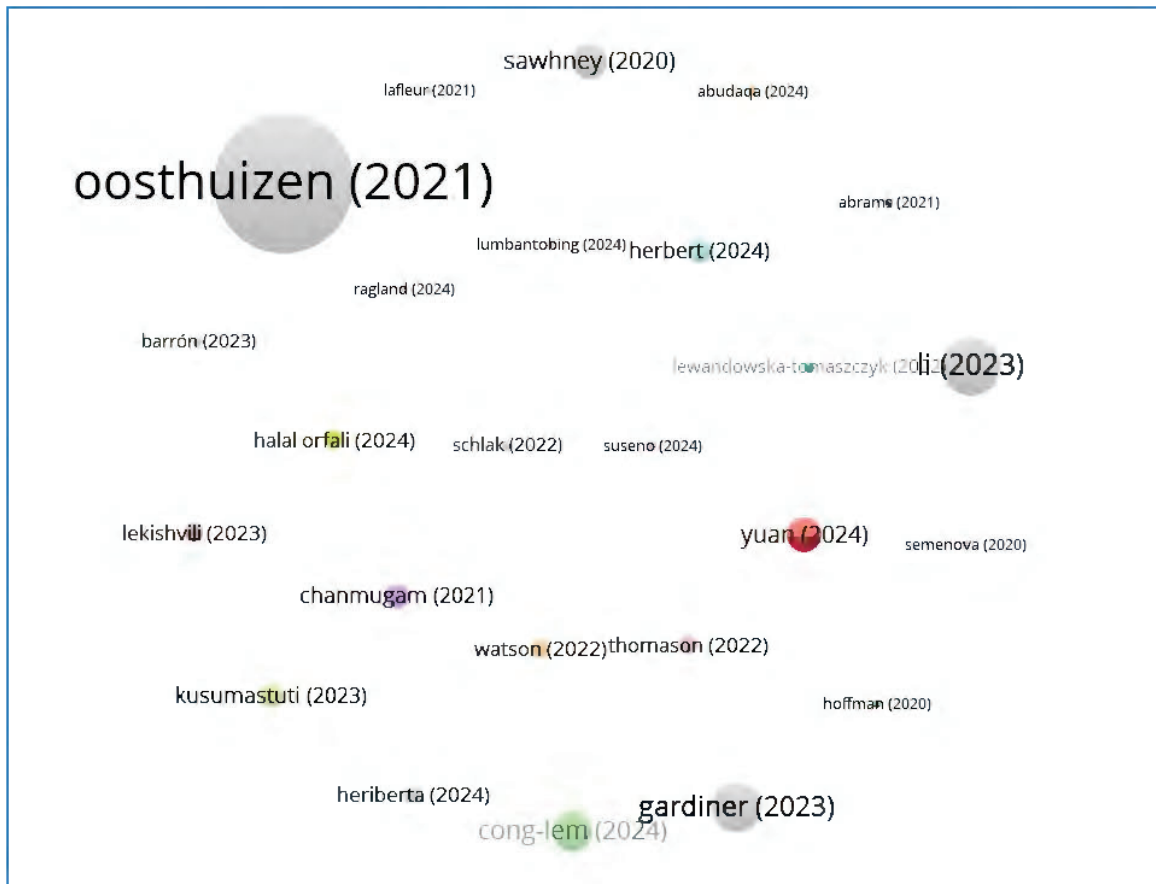 sawhney (2020)
lafleur (2021)
abudaqa (2024)
oosthuizen (2021)
abrams (2021)
lumbantobing (2024)
herbert (2024)
ragland (2024)
barrón (2023)
lewandowska-tomaszczyk
li (2023)
halal orfali (2024)
schlak (2022)
suseno (2024)
lekishvili (2023)
yuan (2024)
semenova (2020)
chanmugam (2021)
watson (2022)
thomason (2022)
kusumastuti (2023)
hoffman (2020)
heriberta (2024)
gardiner (2023)
cong-lem (2024)